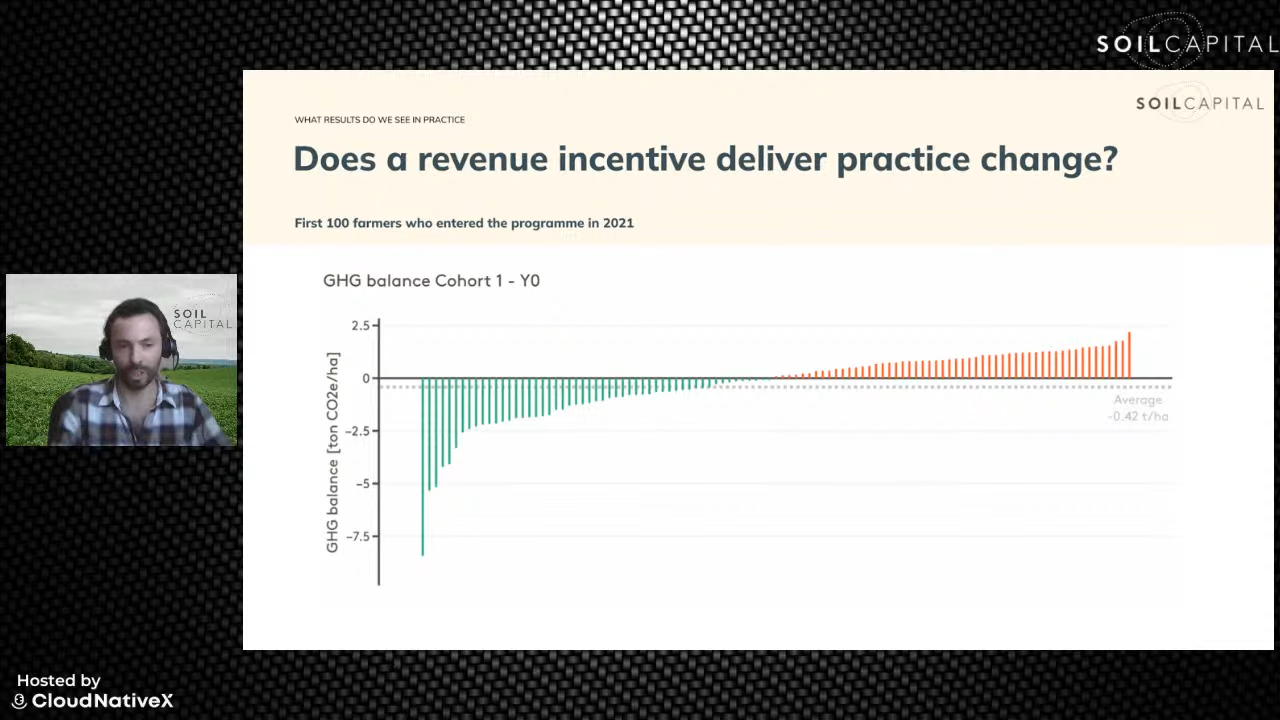 SOILCAPITAL
SOILCAPITAL
WHAT RESULTS DO WE SEE IN PRACTICE
Does a revenue incentive deliver practice change?
First 100 farmers who entered the programme in 2021
GHG balance Cohort 1 - Y0
GHG balance [ton CO2e/ha]
2.5
0
−2.5
−5
−7.5
Average
-0.42 t/ha
SOIL
CAPITAL
Hosted by
CloudNativeX